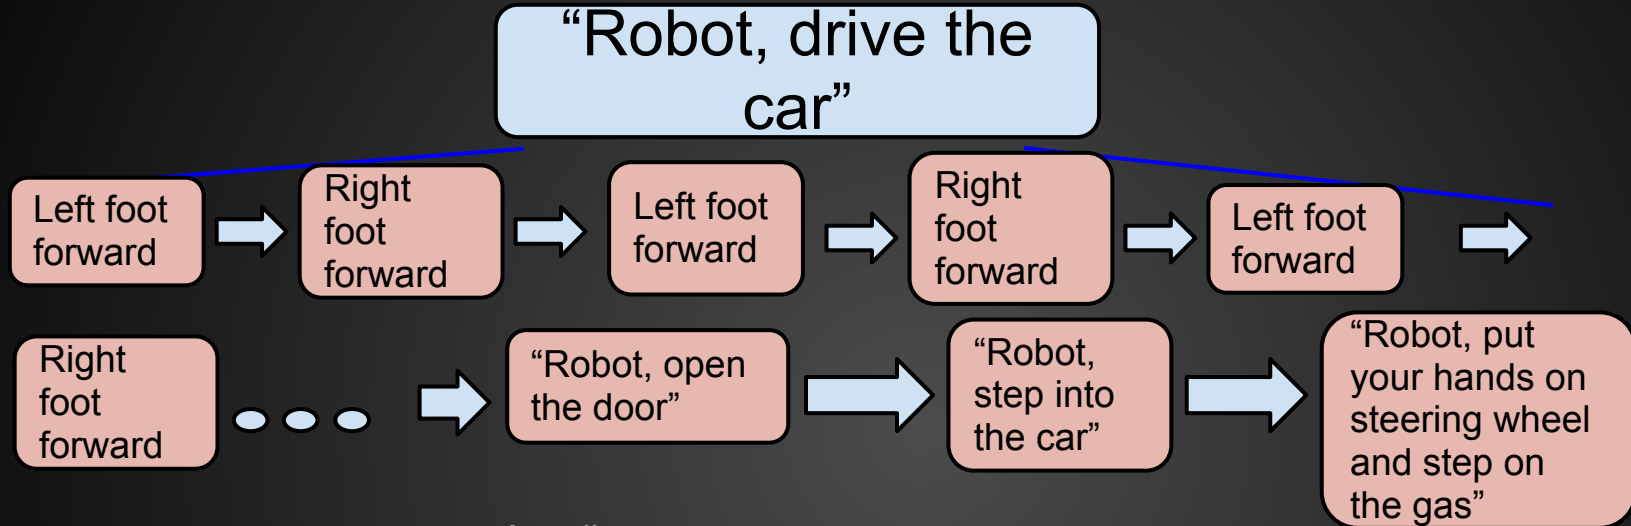 “Robot, drive the
car”
Left foot
forward
Right
foot
forward
Left foot
forward
Right
foot
forward
Left foot
forward
Right
foot
forward
“Robot, open
the door”
“Robot,
step into
the car”
“Robot, put
your hands on
steering wheel
and step on
the gas”